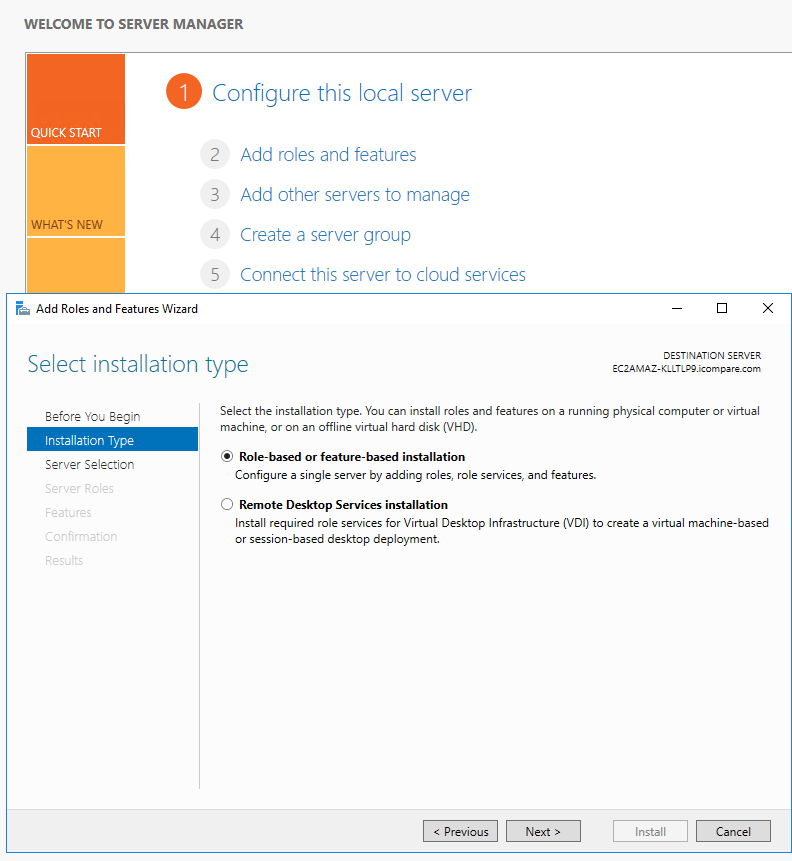 WELCOME TO SERVER MANAGER
QUICK START
WHAT'S NEW
1 Configure this local server
2 Add roles and features
3 Add other servers to manage
4 Create a server group
5 Connect this server to cloud services
Add Roles and Features Wizard
Select installation type
DESTINATION SERVER
EC2AMAZ-KLLTLP9.icompare.com
Before You Begin
Installation Type
Server Selection
Server Roles
Features
Confirmation
Results
Select the installation type. You can install roles and features on a running physical computer or virtual
machine, or on an offline virtual hard disk (VHD).
Role-based or feature-based installation
Configure a single server by adding roles, role services, and features.
Remote Desktop Services installation
Install required role services for Virtual Desktop Infrastructure (VDI) to create a virtual machine-based
or session-based desktop deployment.
< Previous
Next >
Install
Cancel